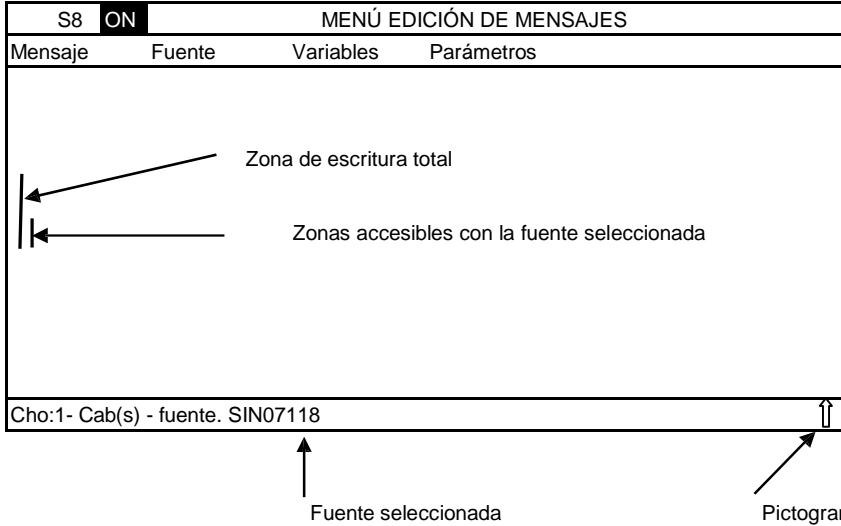 S8 ON MENÚ EDICIÓN DE MENSAJES
Mensaje Fuente Variables Parámetros
Zona de escritura total
Zonas accesibles con la fuente seleccionada
Cho:1- Cab(s) - fuente. SIN07118
Fuente seleccionada